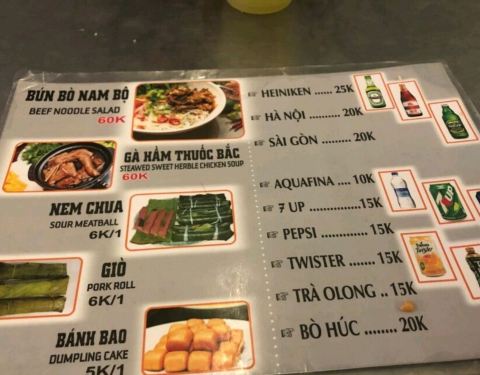 BÚN BÒ NAM BỘ
BEEF NOODLE SALAD
60K
GÀ HẦM THUỐC BẮC
STEAWED SWEET HERBLE CHICKEN SOUP
60K
NEM CHUA
SOUR MEATBALL
6K/1
GIÒ
PORK ROLL
6K/1
BÁNH BAO
DUMPLING CAKE
5K/1
HEINIKEN ...... 25K
HÀ NỘI .......... 20K
SÀI GÒN ......... 20K
AQUAFINA .... 10K
7 UP ............. 15K
PEPSI ............ 15K
TWISTER ....... 15K
TRÀ OLONG .. 15K
BÒ HÚC ........ 20K